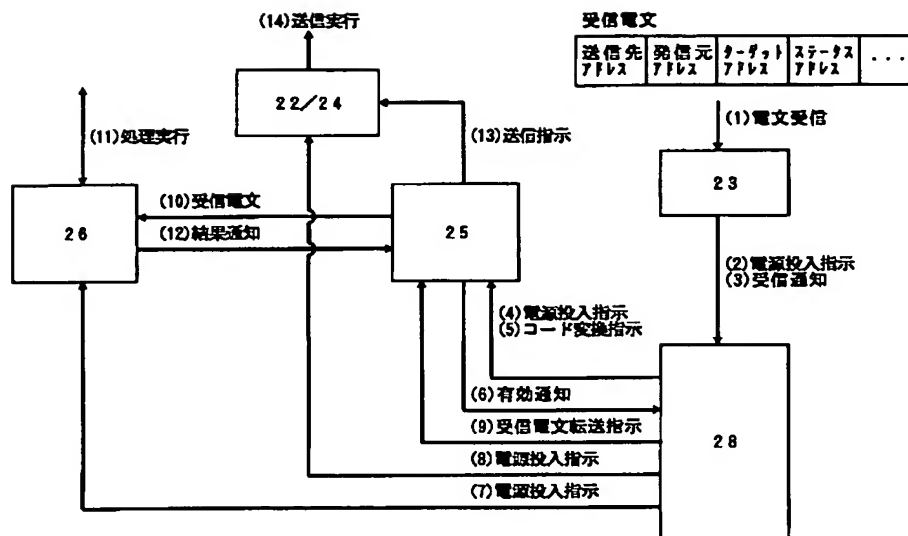 (14)送信実行
受信電文
送信先
アドレス
発信元
アドレス
ターゲット
アドレス
ステータス
アドレス
...
22/24
(1)電文受信
(11)処理実行
(13)送信指示
23
(10)受信電文
26
25
(12)結果通知
(2)電源投入指示
(3)受信通知
(4)電源投入指示
(5)コード変換指示
(6)有効通知
28
(9)受信電文転送指示
(8)電源投入指示
(7)電源投入指示